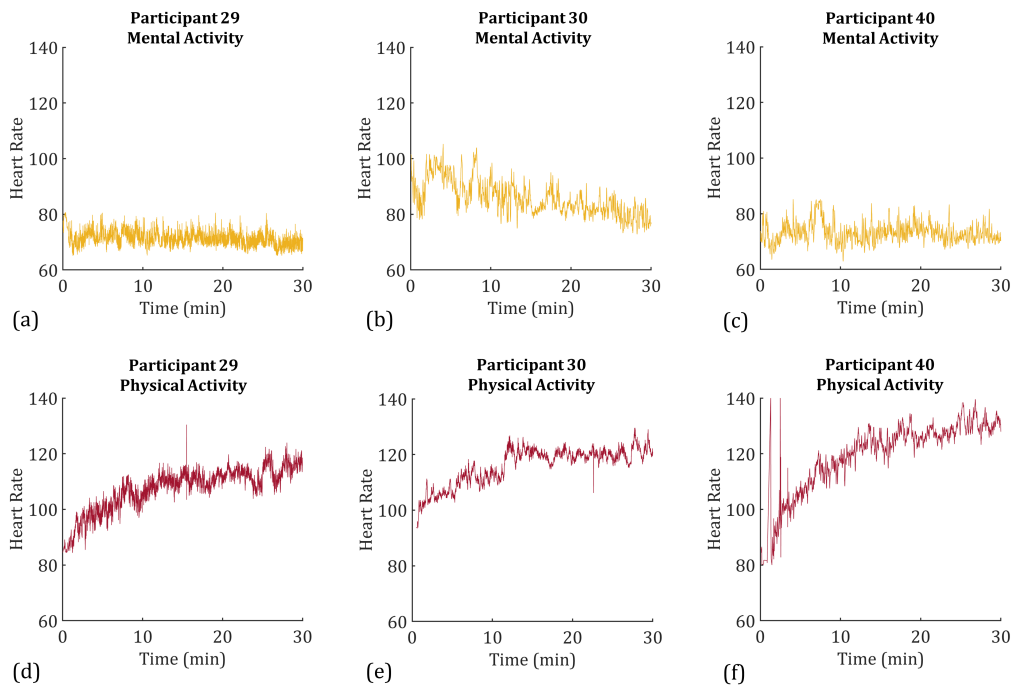 Participant 29
Mental Activity
140
120
100
80
60
Heart Rate
0
10
20
30
Time (min)
(a)
Participant 30
Mental Activity
140
120
100
80
60
Heart Rate
0
10
20
30
Time (min)
(b)
Participant 40
Mental Activity
140
120
100
80
60
Heart Rate
0
10
20
30
Time (min)
(c)
Participant 29
Physical Activity
140
120
100
80
60
Heart Rate
0
10
20
30
Time (min)
(d)
Participant 30
Physical Activity
140
120
100
80
60
Heart Rate
0
10
20
30
Time (min)
(e)
Participant 40
Physical Activity
140
120
100
80
60
Heart Rate
0
10
20
30
Time (min)
(f)